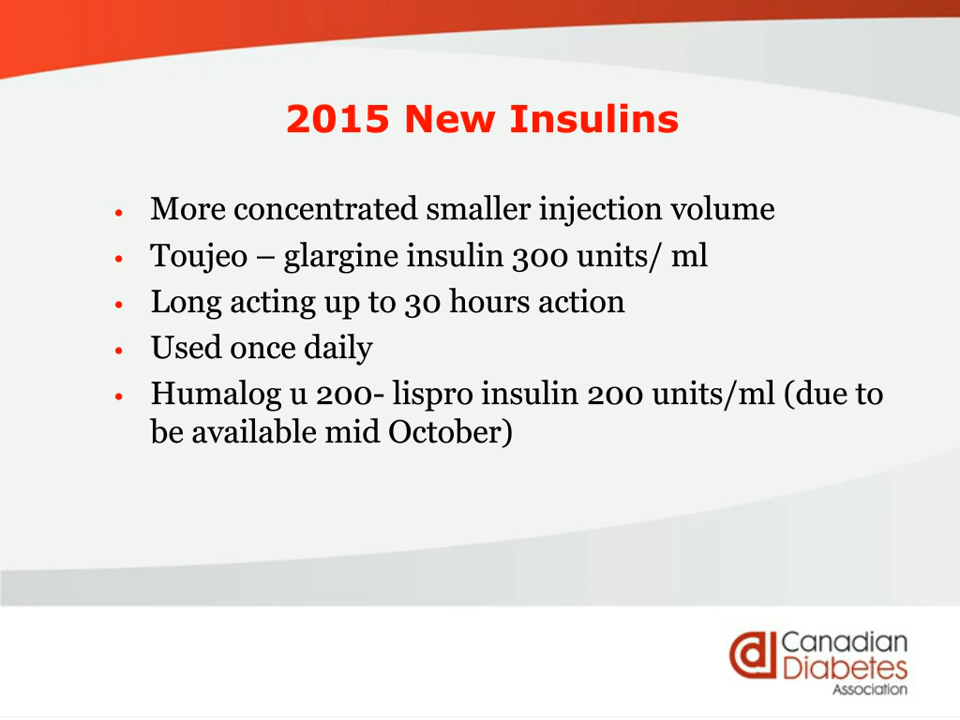 2015 New Insulins
• More concentrated smaller injection volume
• Toujeo – glargine insulin 300 units/ ml
• Long acting up to 30 hours action
• Used once daily
• Humalog u 200- lispro insulin 200 units/ml (due to
be available mid October)
Canadian
Diabetes
Association